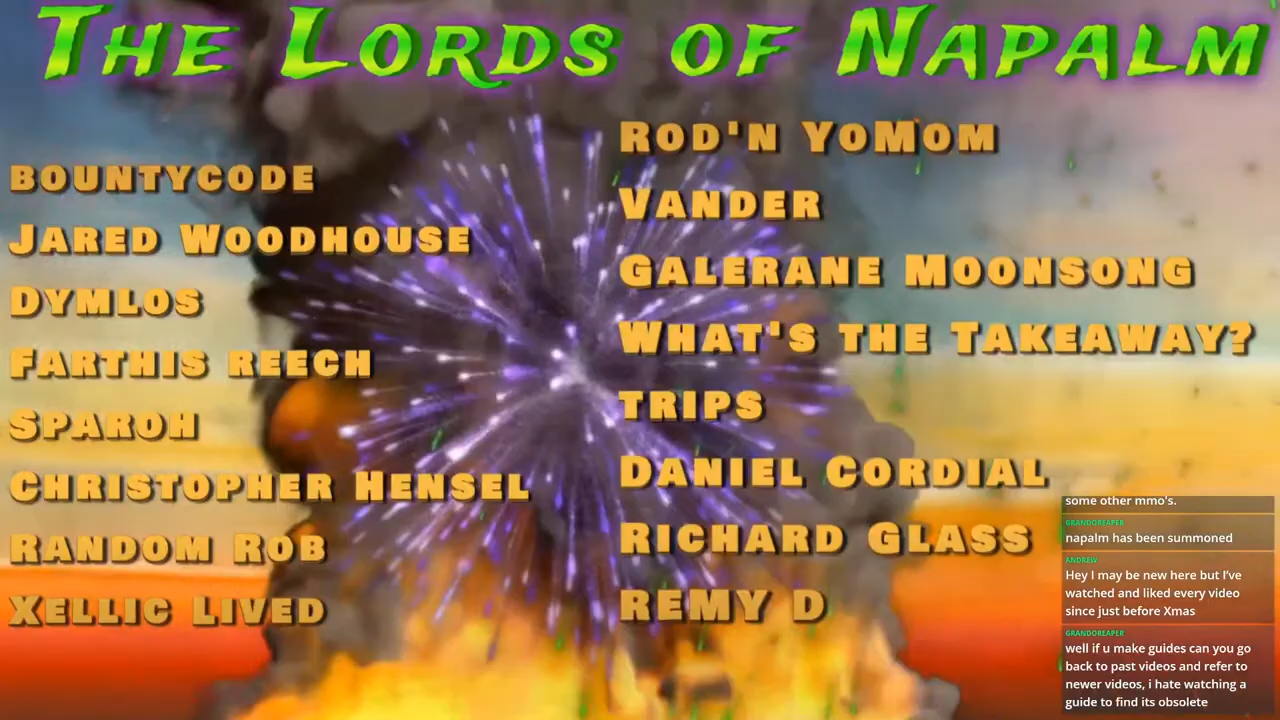 The Lords of Napalm
BOUNTYCODE
Jared Woodhouse
Dymlos
Farthis reech
Sparoh
Christopher Hensel
Random Rob
Xellic Lived
Rod'n YoMom
Vander
Galerane Moonsong
What's the Takeaway?
TRIPS
Daniel Cordial
Richard Glass
REMY D
some other mmo's.
GRANDOREAPER
napalm has been summoned
ANDREW
Hey I may be new here but I've
watched and liked every video
since just before Xmas
GRANDOREAPER
well if u make guides can you go
back to past videos and refer to
newer videos, i hate watching a
guide to find its obsolete